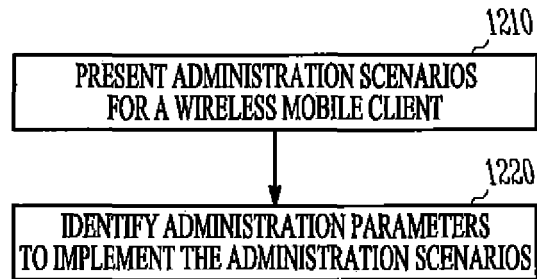 1210
PRESENT ADMINISTRATION SCENARIOS
FOR A WIRELESS MOBILE CLIENT
1220
IDENTIFY ADMINISTRATION PARAMETERS
TO IMPLEMENT THE ADMINISTRATION SCENARIOS